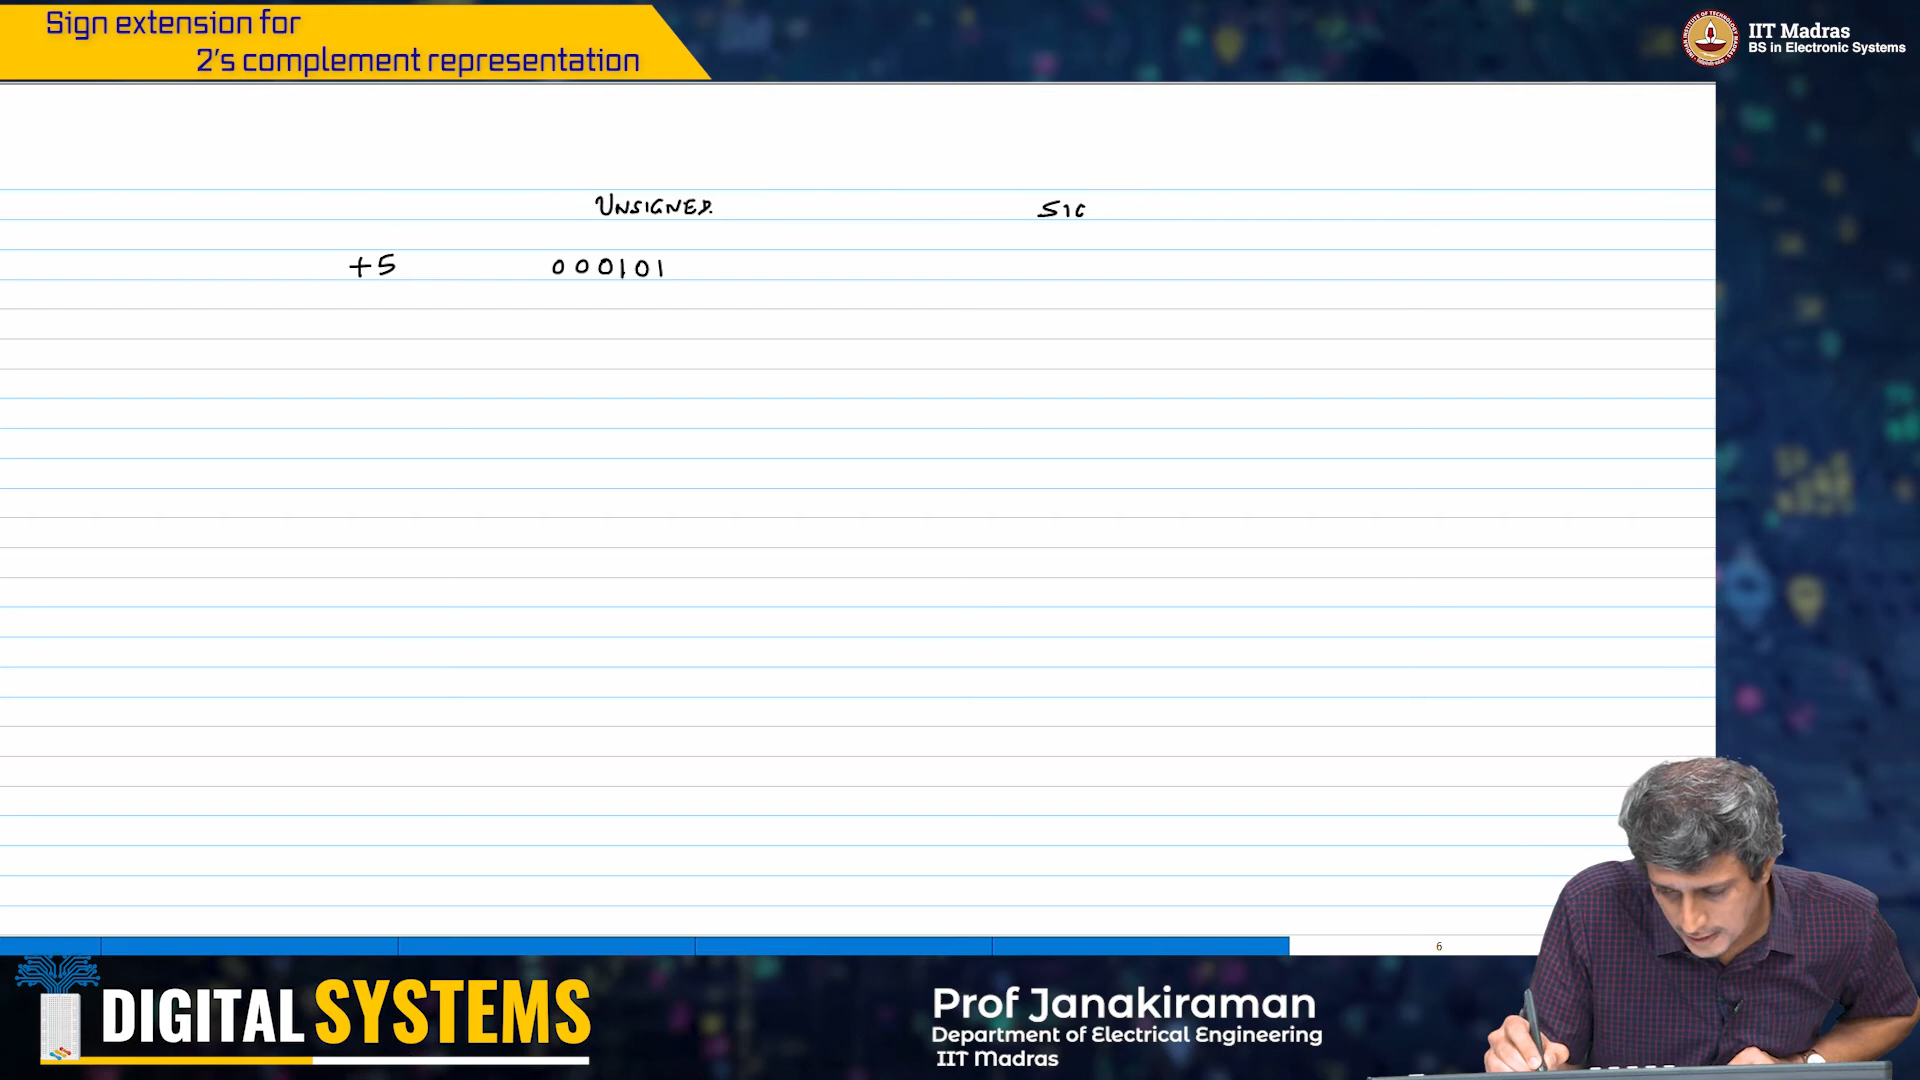 Sign extension for
2's complement representation
IIT Madras
BS in Electronic Systems
UNSIGNED. SIG
+5 000101
6
DIGITAL SYSTEMS
Prof Janakiraman
Department of Electrical Engineering
IIT Madras